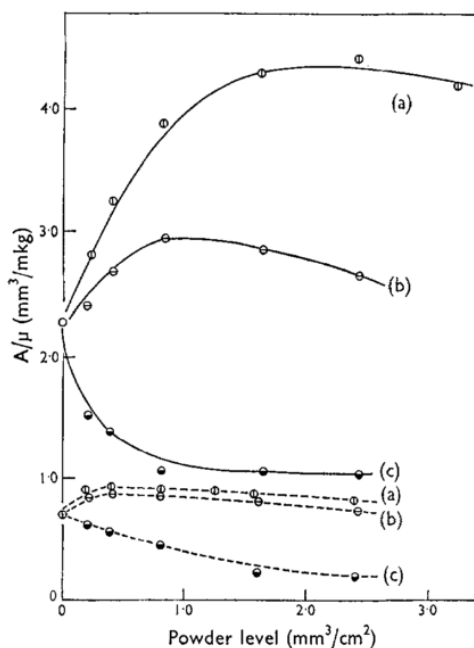 4·0
(a)
3·0
(b)
A/μ (mm³/mkg)
2·0
1·0
(c)
(a)
(b)
(c)
0
0
1·0
2·0
3·0
Powder level (mm³/cm²)